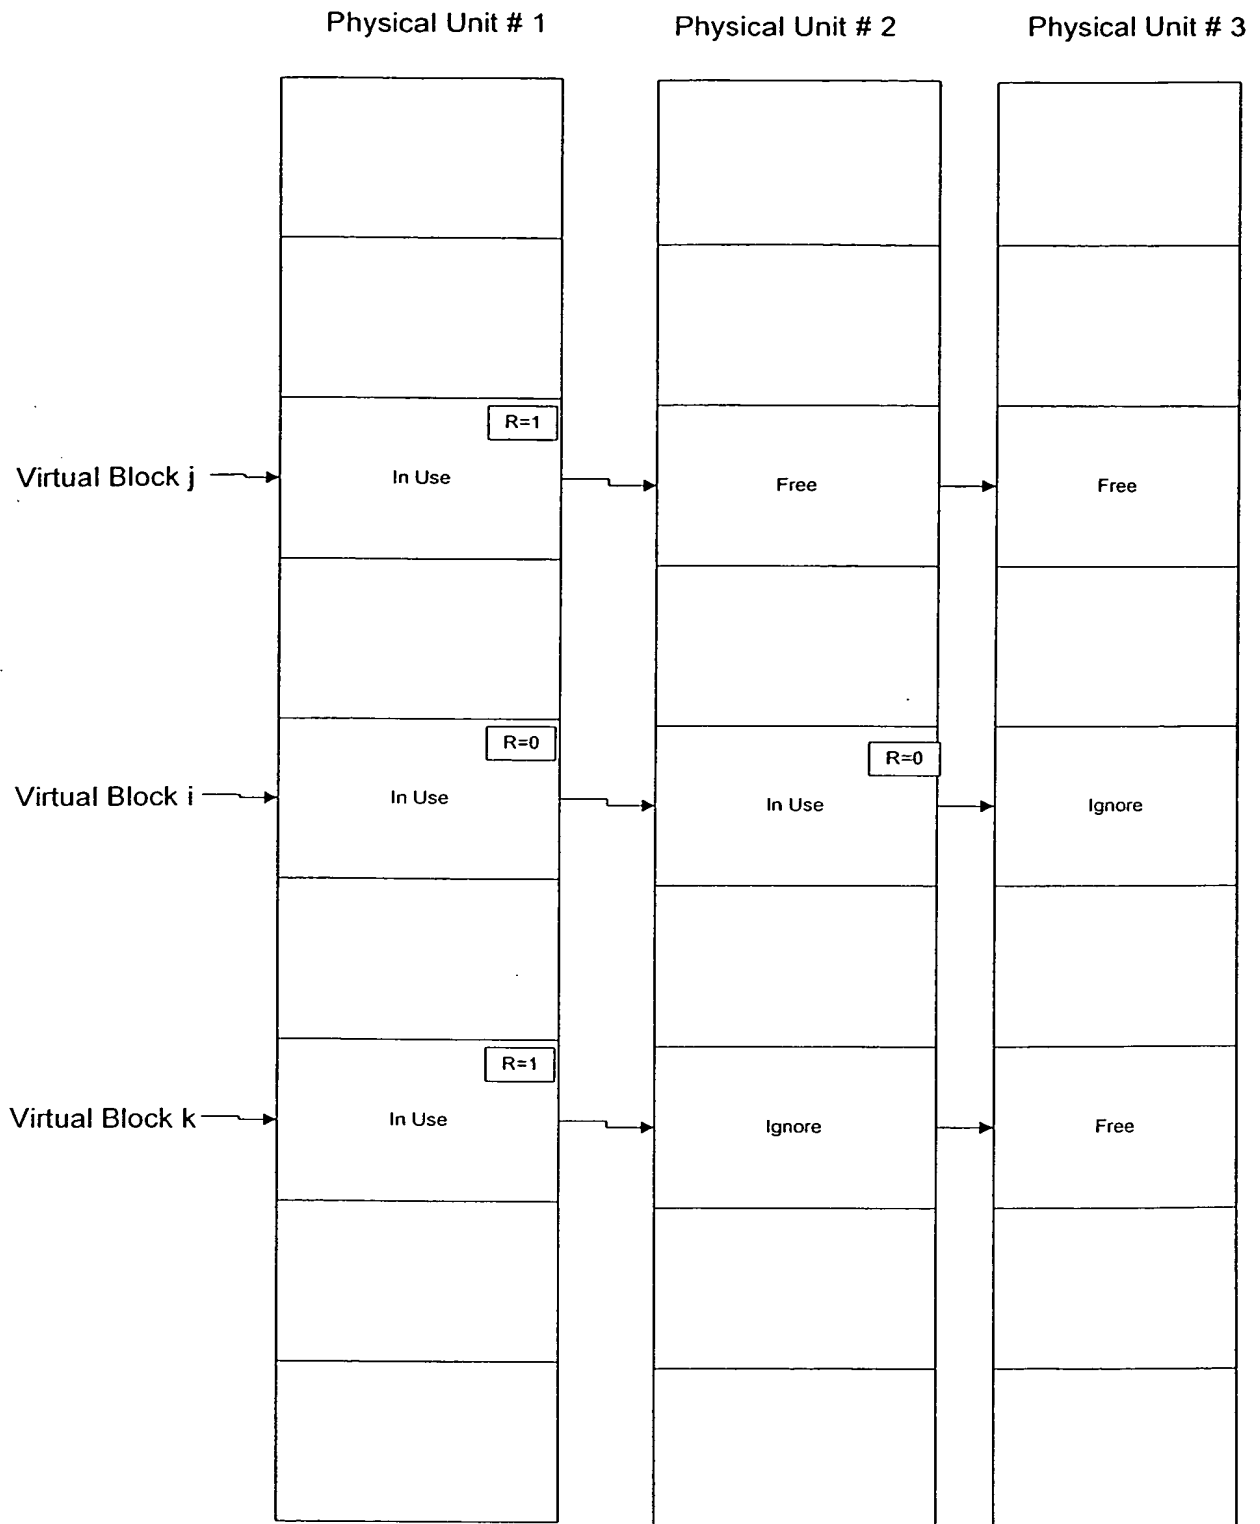 Physical Unit # 1
Physical Unit # 2
Physical Unit # 3
R=1
Virtual Block j
In Use
Free
Free
R=0
R=0
Virtual Block i
In Use
In Use
Ignore
R=1
Virtual Block k
In Use
Ignore
Free